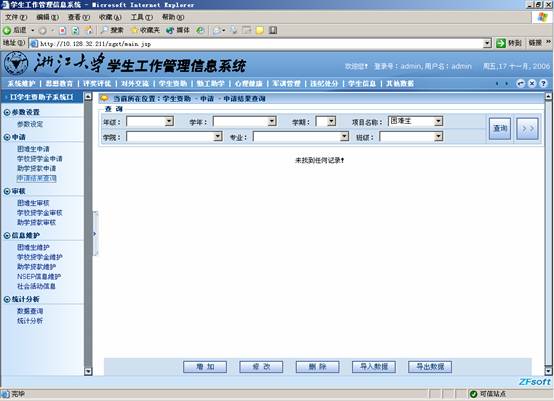 学生工作管理信息系统 - Microsoft Internet Explorer
文件(F) 编辑(E) 查看(V) 收藏(A) 工具(T) 帮助(H)
后退 搜索 收藏夹 媒体
地址(D) http://10.128.32.211/xgxt/main.jsp 转到 链接 »
浙江大学学生工作管理信息系统
欢迎您! 登录号:admin,用户名:admin 周五,17 十一月, 2006
系统维护 | 思想教育 | 评奖评优 | 对外交流 | 学生资助 | 勤工助学 | 心理健康 | 军训管理 | 违纪处分 | 学生信息 | 其他数据
学生资助子系统
当前所在位置:学生资助 - 申请 - 申请结果查询
参数设置
参数设定
申请
困难生申请
学校贷学金申请
助学贷款申请
申请结果查询
审核
困难生审核
学校贷学金审核
助学贷款审核
信息维护
困难生维护
学校贷学金维护
助学贷款维护
NSEP信息维护
社会活动信息
统计分析
数据查询
统计分析
查 询
年级: 学年: 学期: 项目名称: 困难生
学院: 专业: 班级:
查询 >>
未找到任何记录!
增 加 修 改 删 除 导入数据 导出数据
ZFsoft
完毕 可信站点